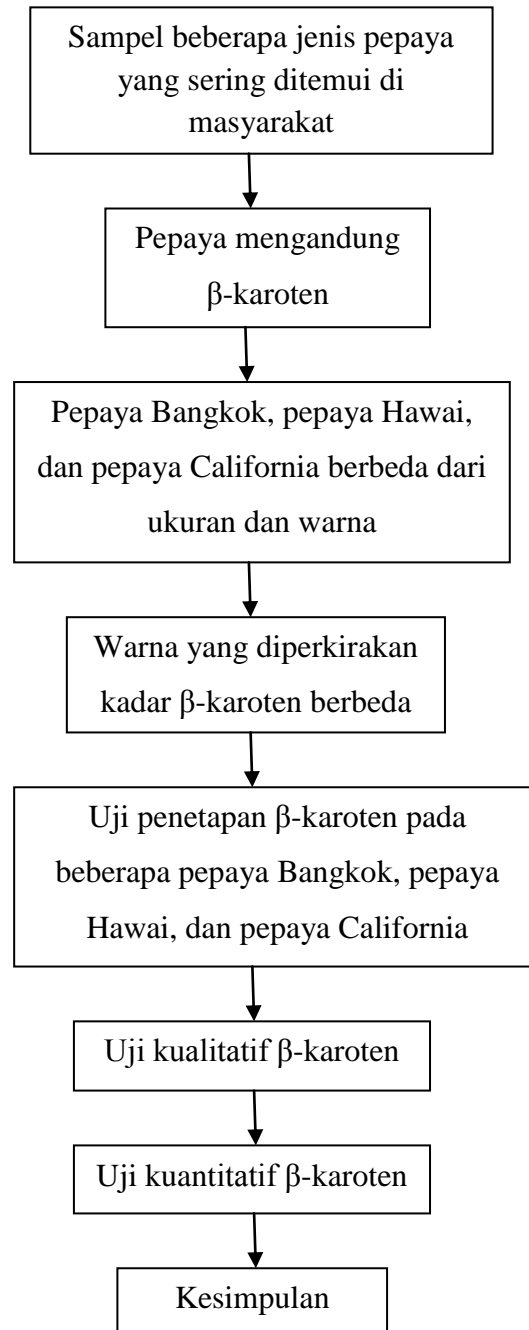 Sampel beberapa jenis pepaya
yang sering ditemui di
masyarakat
Pepaya mengandung
β-karoten
Pepaya Bangkok, pepaya Hawai,
dan pepaya California berbeda dari
ukuran dan warna
Warna yang diperkirakan
kadar β-karoten berbeda
Uji penetapan β-karoten pada
beberapa pepaya Bangkok, pepaya
Hawai, dan pepaya California
Uji kualitatif β-karoten
Uji kuantitatif β-karoten
Kesimpulan